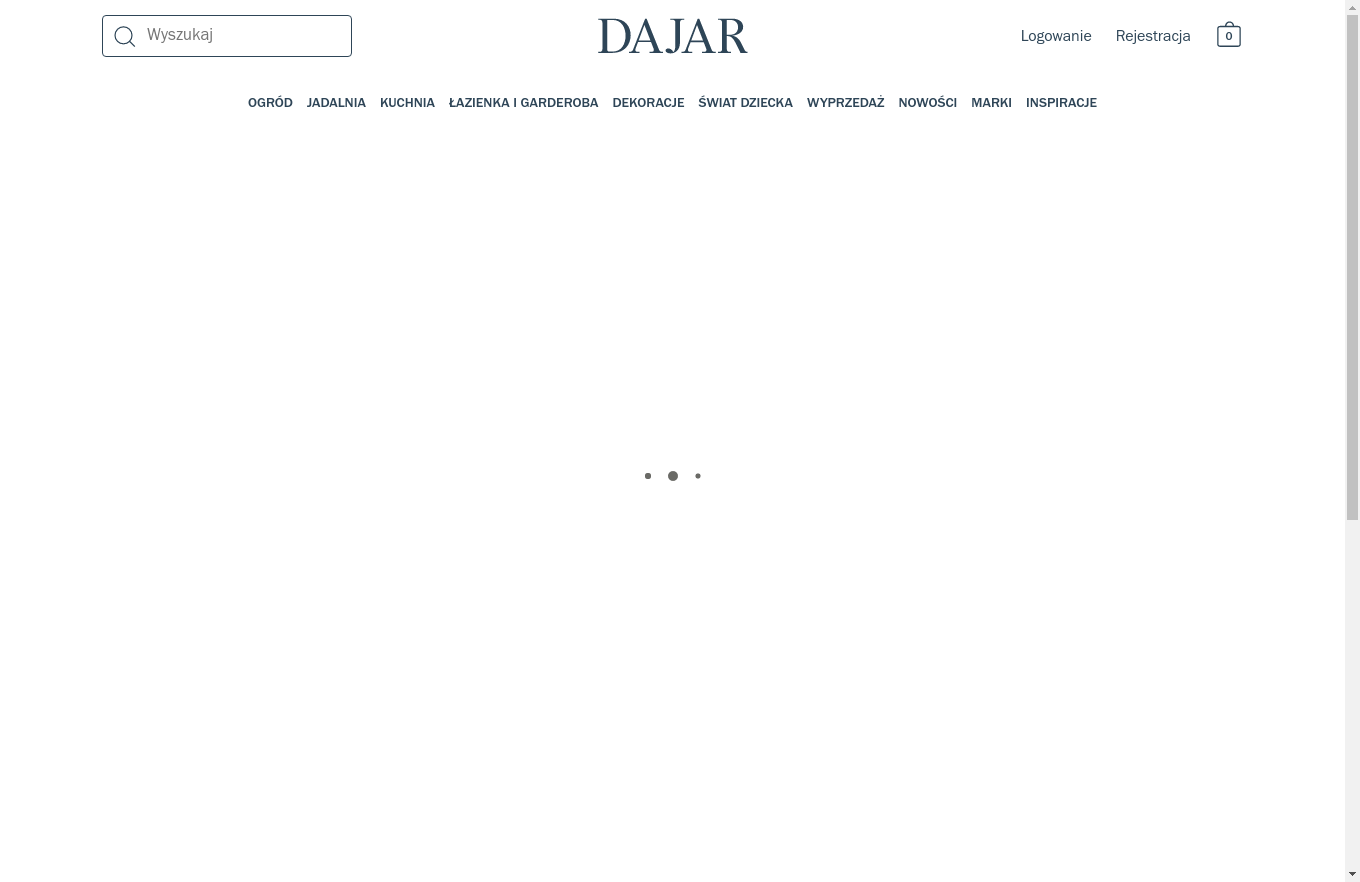 Wyszukaj
DAJAR
Logowanie Rejestracja 0
OGRÓD JADALNIA KUCHNIA ŁAZIENKA I GARDEROBA DEKORACJE ŚWIAT DZIECKA WYPRZEDAŻ NOWOŚCI MARKI INSPIRACJE